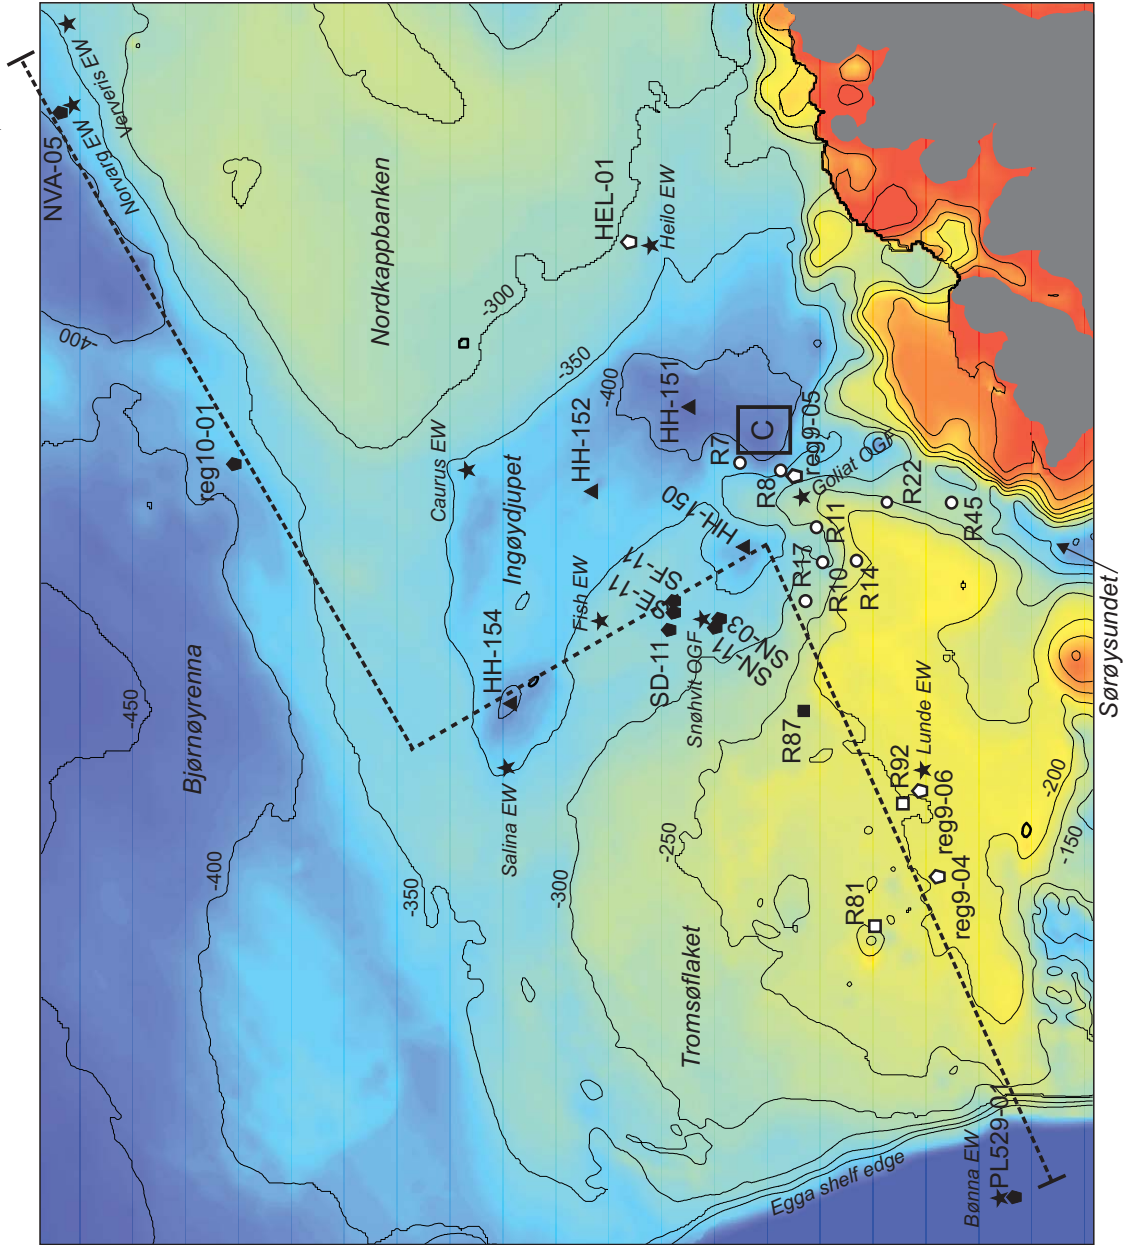 Ververis EW
Norvarg EW
NVA-05
Nordkappbanken
HEL-01
Heilo EW
-300
-400
-350
-400
HH-151
C
reg10-01
Caurus EW
HH-152
R7
R8
reg9-05
Goliat OGF
Ingøydjupet
HH-150
R11
R22
R45
R17
R10
R14
Fish EW
SF-11
SE-11
SD-11
Snøhvit OGF
SN-11
SN-03
HH-154
Bjørnøyrenna
-450
Salina EW
R87
R92
Lunde EW
reg9-06
reg9-04
R81
Sørøysundet
-200
-150
-250
-300
-350
-400
Tromsøflaket
Egga shelf edge
Bønna EW
PL529-01